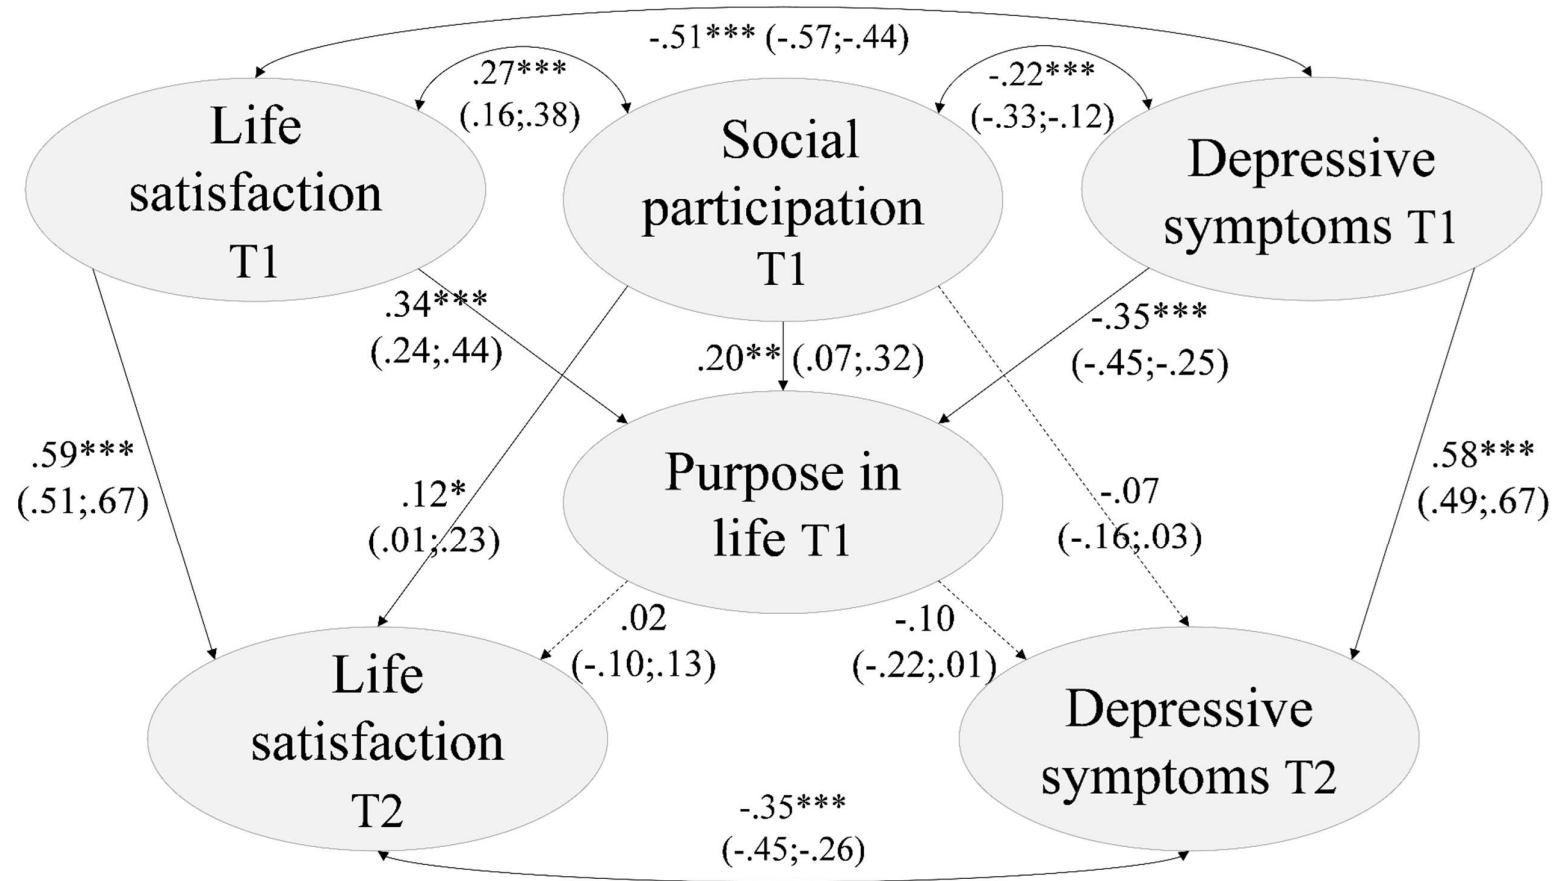 -.51*** (-.57;-.44)
.27***
(.16;.38)
-.22***
(-.33;-.12)
Life
satisfaction
T1
Social
participation
T1
Depressive
symptoms T1
.34***
(.24;.44)
.20** (.07;.32)
-.35***
(-.45;-.25)
.59***
(.51;.67)
.12*
(.01;.23)
Purpose in
life T1
-.07
(-.16;.03)
.58***
(.49;.67)
.02
(-.10;.13)
-.10
(-.22;.01)
Life
satisfaction
T2
Depressive
symptoms T2
-.35***
(-.45;-.26)